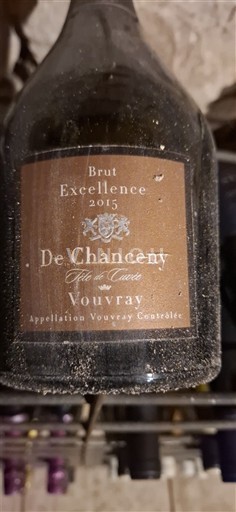 Brut
Excellence
2015
De Chanceny
Tête de Cuvée
Vouvray
Appellation Vouvray Contrôlée